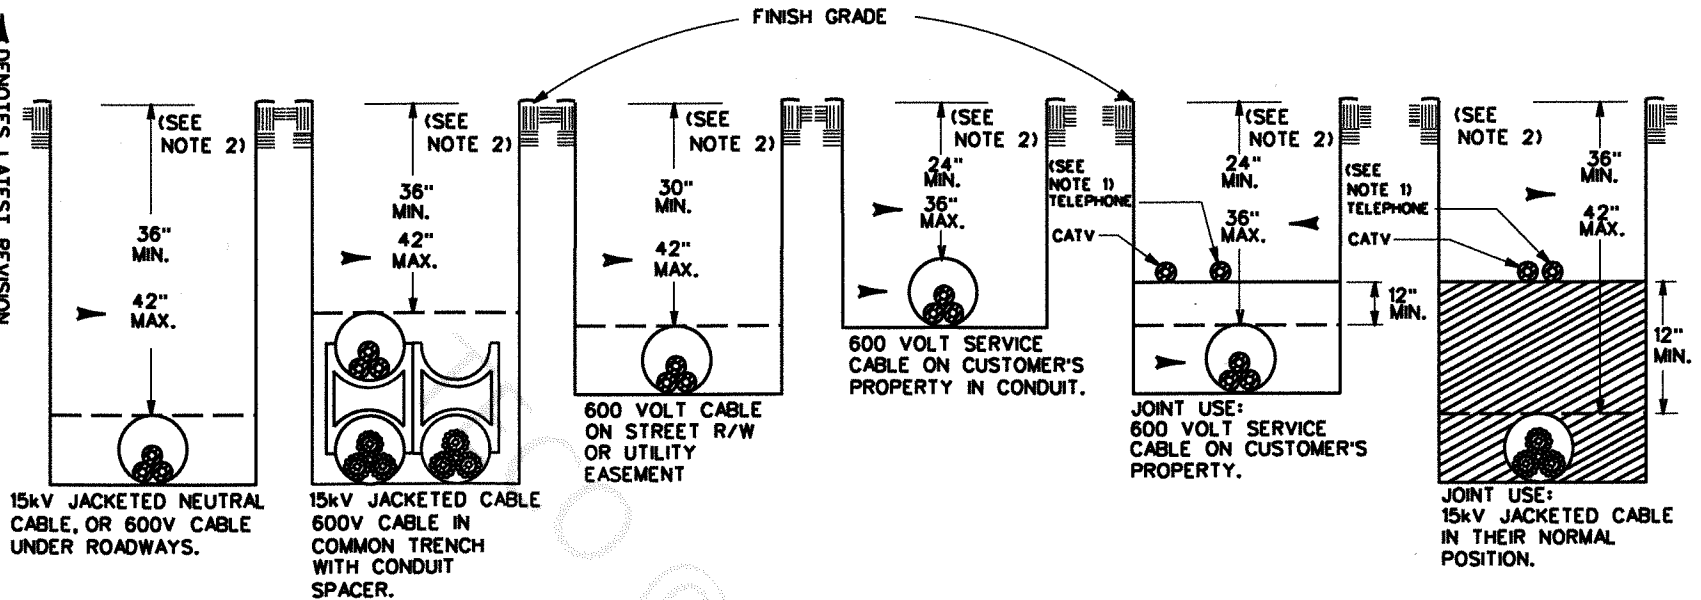 FINISH GRADE
DENOTES LATEST REVISION
(SEE
NOTE 2)
36"
MIN.
42"
MAX.
15kV JACKETED NEUTRAL
CABLE, OR 600V CABLE
UNDER ROADWAYS.
(SEE
NOTE 2)
36"
MIN.
42"
MAX.
15kV JACKETED CABLE
600V CABLE IN
COMMON TRENCH
WITH CONDUIT
SPACER.
(SEE
NOTE 2)
30"
MIN.
42"
MAX.
600 VOLT CABLE
ON STREET R/W
OR UTILITY
EASEMENT
(SEE
NOTE 2)
24"
MIN.
36"
MAX.
600 VOLT SERVICE
CABLE ON CUSTOMER'S
PROPERTY IN CONDUIT.
(SEE
NOTE 1)
TELEPHONE
CATV
(SEE
NOTE 2)
24"
MIN.
36"
MAX.
12"
MIN.
JOINT USE:
600 VOLT SERVICE
CABLE ON CUSTOMER'S
PROPERTY.
(SEE
NOTE 1)
TELEPHONE
CATV
(SEE
NOTE 2)
36"
MIN.
42"
MAX.
12"
MIN.
JOINT USE:
15kV JACKETED CABLE
IN THEIR NORMAL
POSITION.